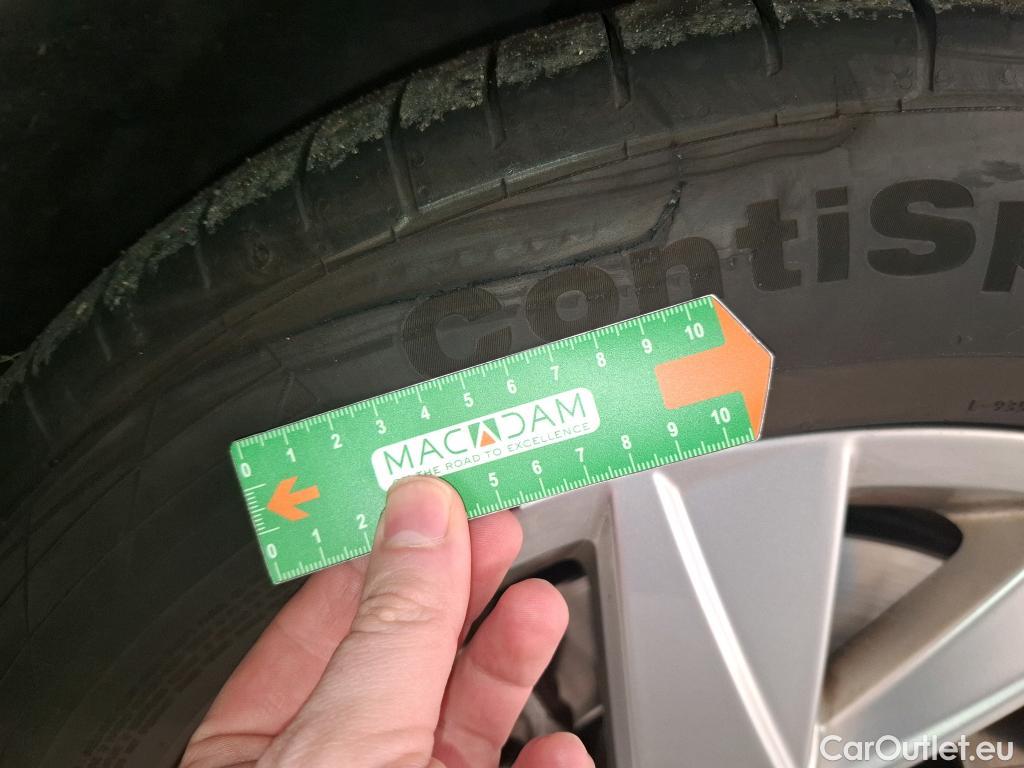 ContiSp
0 1 2 3 4 5 6 7 8 9 10
MACADAM
THE ROAD TO EXCELLENCE
0 1 2 5 6 7 8 9 10
CarOutlet.eu